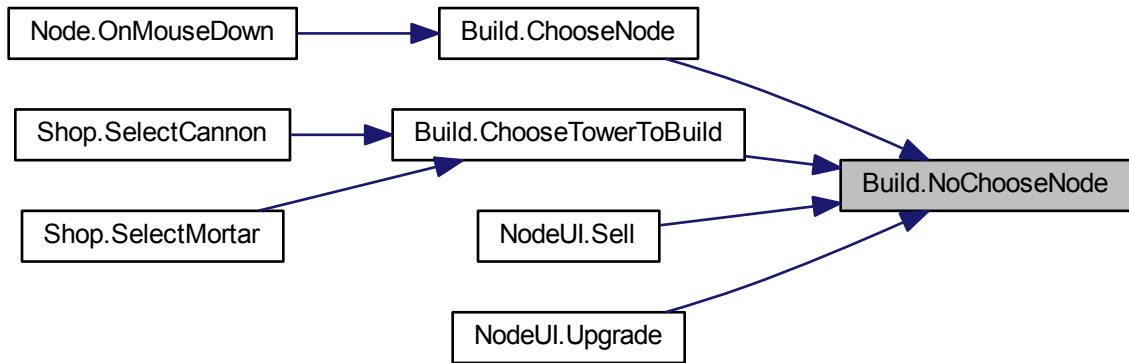 Node.OnMouseDown
Build.ChooseNode
Shop.SelectCannon
Build.ChooseTowerToBuild
Build.NoChooseNode
Shop.SelectMortar
NodeUI.Sell
NodeUI.Upgrade